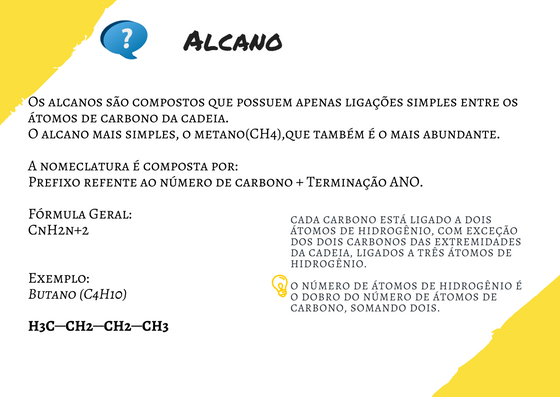 ?
Alcano
Os alcanos são compostos que possuem apenas ligações simples entre os
átomos de carbono da cadeia.
O alcano mais simples, o metano(CH4),que também é o mais abundante.
A nomeclatura é composta por:
Prefixo refente ao número de carbono + Terminação ANO.
Fórmula Geral:
CnH2n+2
Exemplo:
Butano (C4H10)
H3C—CH2—CH2—CH3
CADA CARBONO ESTÁ LIGADO A DOIS
ÁTOMOS DE HIDROGÊNIO, COM EXCEÇÃO
DOS DOIS CARBONOS DAS EXTREMIDADES
DA CADEIA, LIGADOS A TRÊS ÁTOMOS DE
HIDROGÊNIO.
O NÚMERO DE ÁTOMOS DE HIDROGÊNIO É
O DOBRO DO NÚMERO DE ÁTOMOS DE
CARBONO, SOMANDO DOIS.